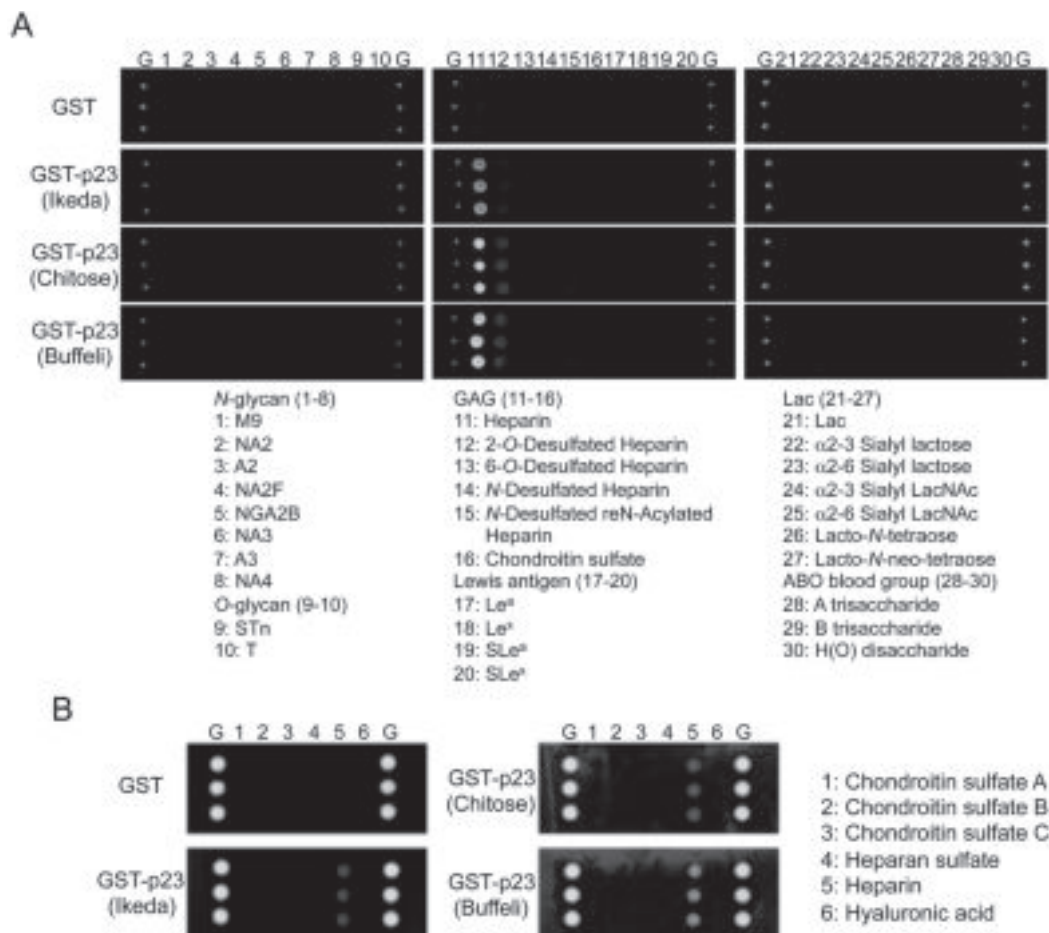 A
G 1 2 3 4 5 6 7 8 9 10 G
G 11 12 13 14 15 16 17 18 19 20 G
G 21 22 23 24 25 26 27 28 29 30 G
GST
GST-p23
(Ikeda)
GST-p23
(Chitose)
GST-p23
(Buffeli)
N-glycan (1-8)
1: M9
2: NA2
3: A2
4: NA2F
5: NGA2B
6: NA3
7: A3
8: NA4
O-glycan (9-10)
9: STn
10: T
GAG (11-16)
11: Heparin
12: 2-O-Desulfated Heparin
13: 6-O-Desulfated Heparin
14: N-Desulfated Heparin
15: N-Desulfated reN-Acylated
Heparin
16: Chondroitin sulfate
Lewis antigen (17-20)
17: Leᵃ
18: Leˣ
19: SLeᵃ
20: SLeˣ
Lac (21-27)
21: Lac
22: α2-3 Sialyl lactose
23: α2-6 Sialyl lactose
24: α2-3 Sialyl LacNAc
25: α2-6 Sialyl LacNAc
26: Lacto-N-tetraose
27: Lacto-N-neo-tetraose
ABO blood group (28-30)
28: A trisaccharide
29: B trisaccharide
30: H(O) disaccharide
B
G 1 2 3 4 5 6 G
GST
GST-p23
(Ikeda)
G 1 2 3 4 5 6 G
GST-p23
(Chitose)
GST-p23
(Buffeli)
1: Chondroitin sulfate A
2: Chondroitin sulfate B
3: Chondroitin sulfate C
4: Heparan sulfate
5: Heparin
6: Hyaluronic acid